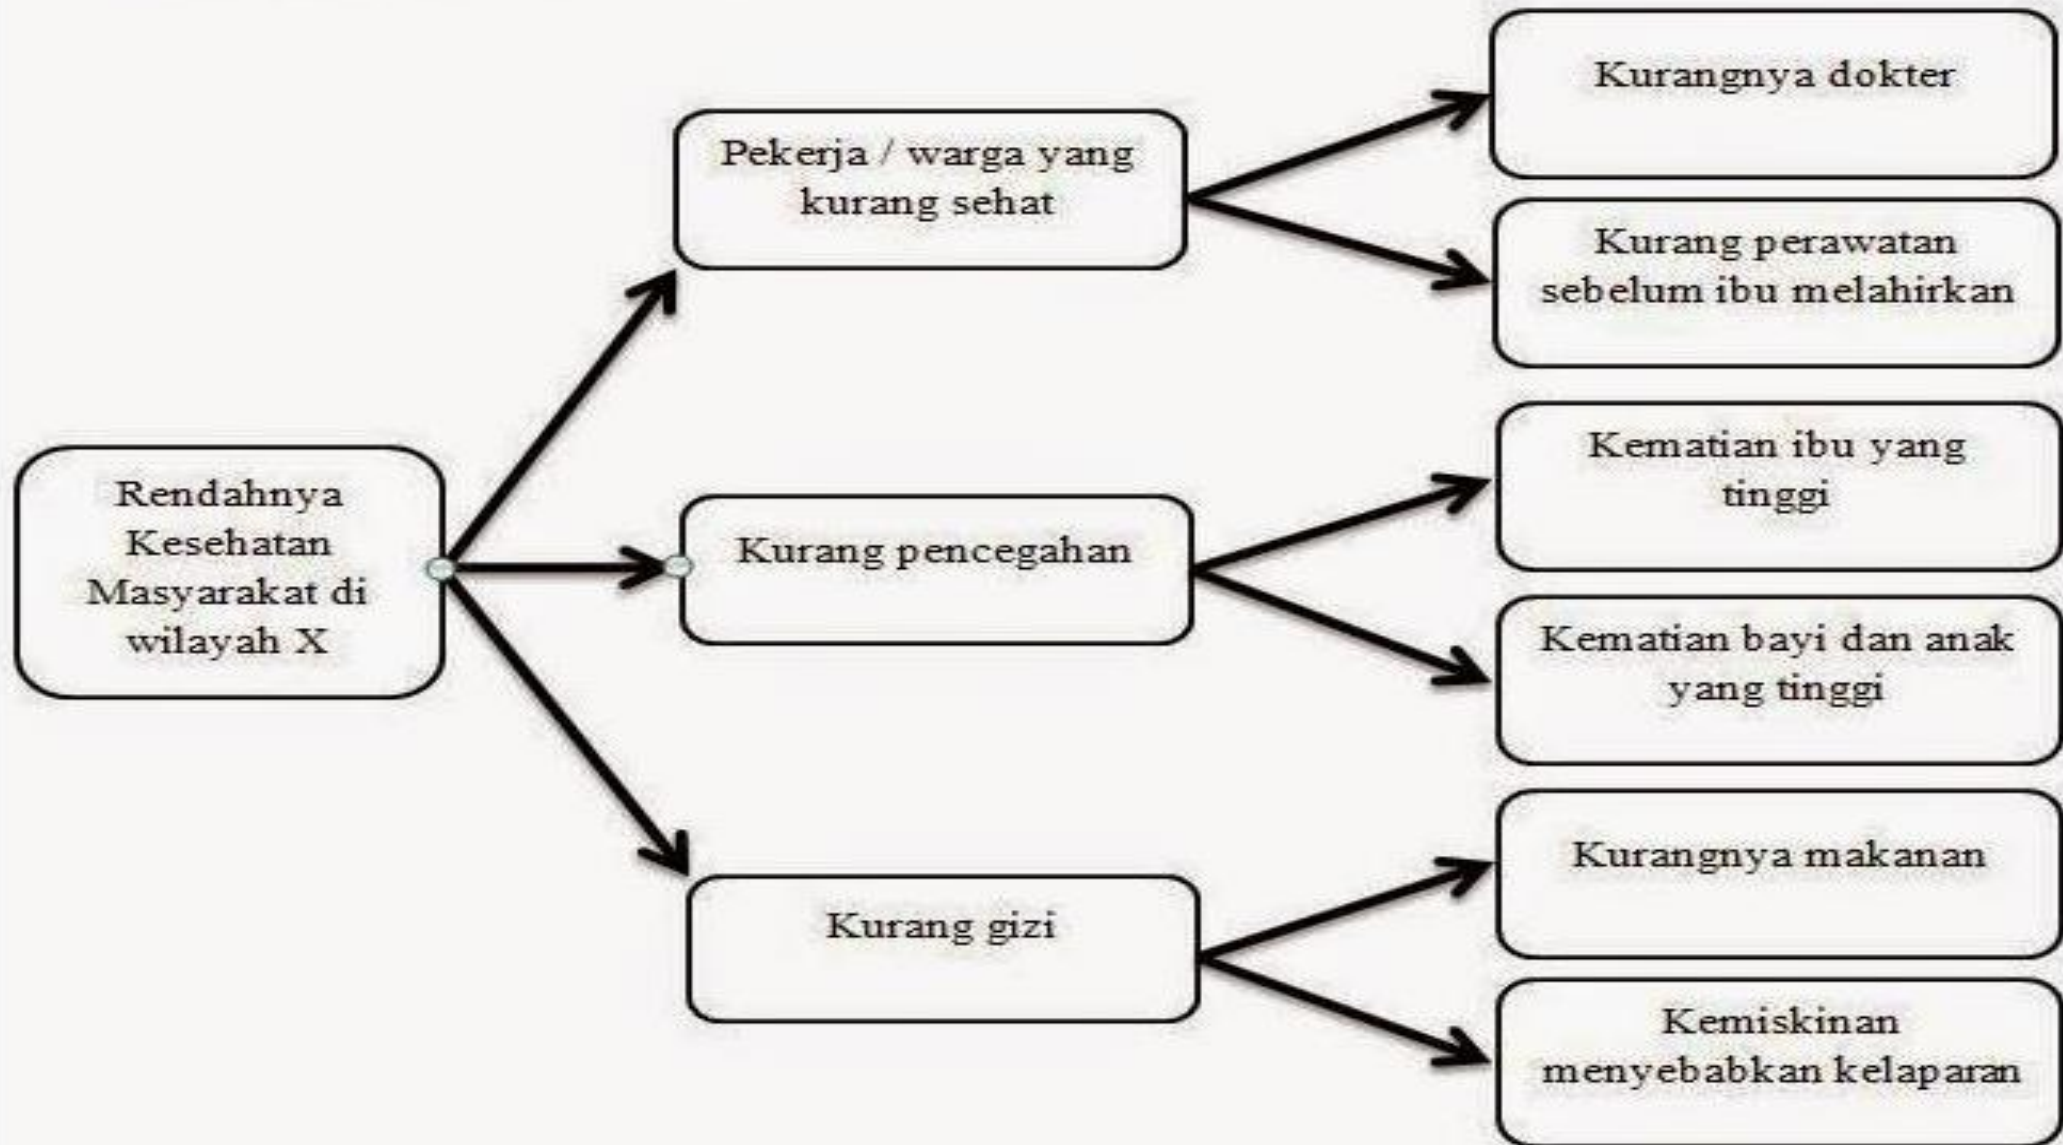 Rendahnya
Kesehatan
Masyarakat di
wilayah X
Pekerja / warga yang
kurang sehat
Kurangnya dokter
Kurang perawatan
sebelum ibu melahirkan
Kurang pencegahan
Kematian ibu yang
tinggi
Kematian bayi dan anak
yang tinggi
Kurang gizi
Kurangnya makanan
Kemiskinan
menyebabkan kelaparan